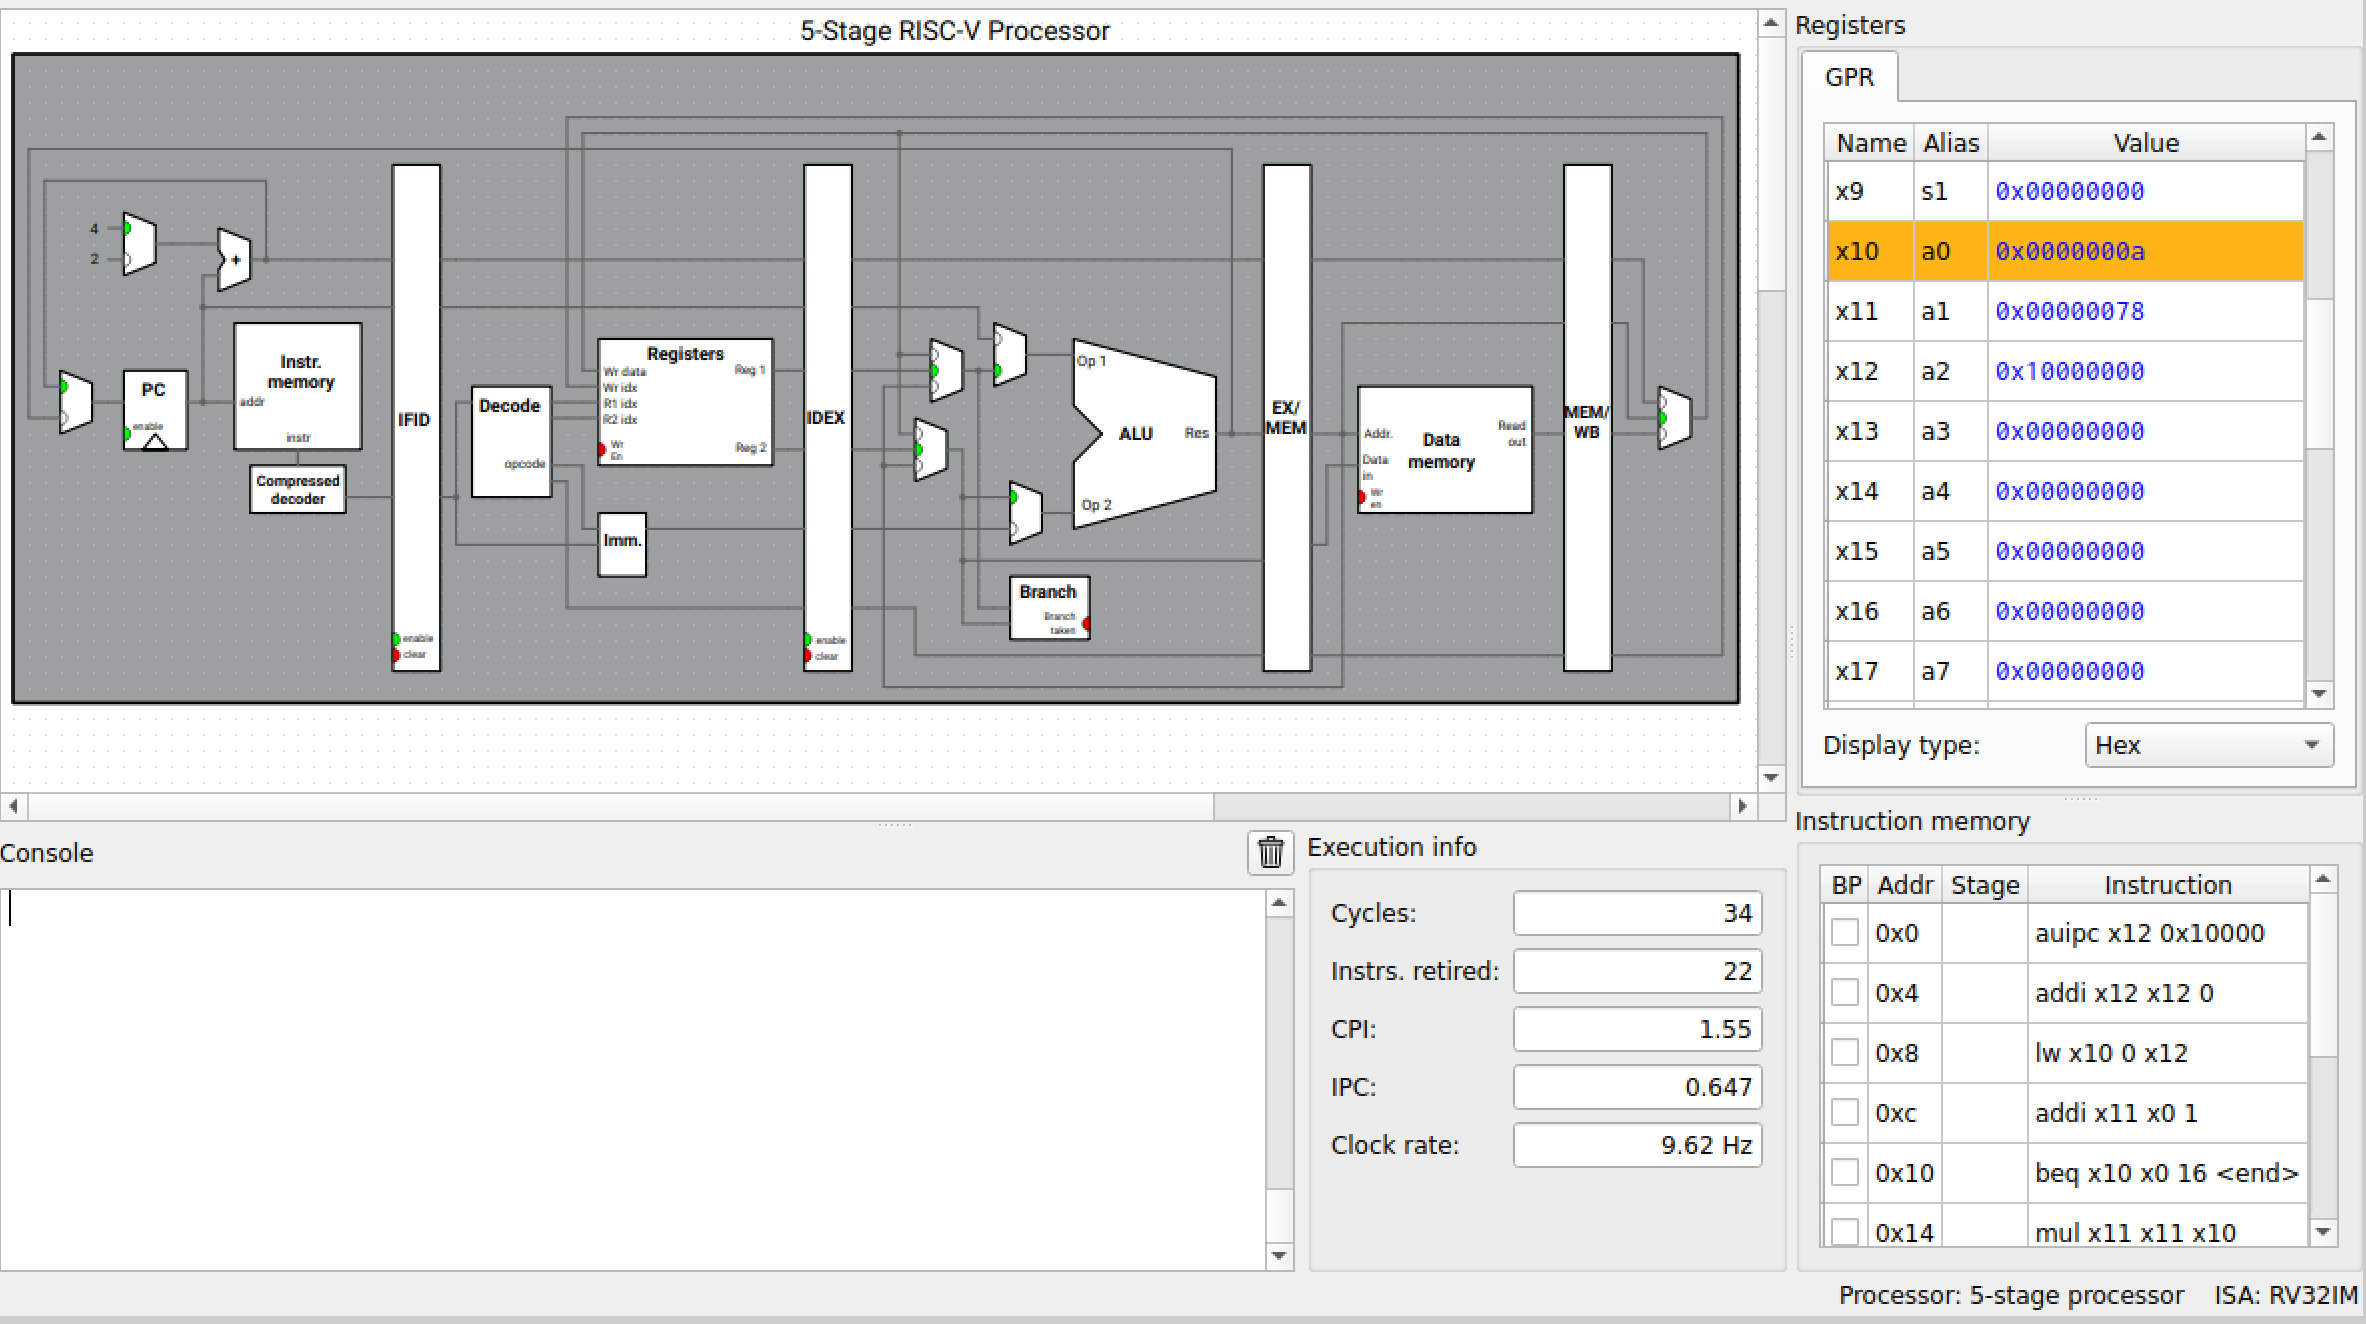 5-Stage RISC-V Processor
4
2
+
PC
enable
Instr.
memory
addr
instr
Compressed
decoder
IFID
enable
clear
Decode
opcode
Registers
Wr data
Wr idx
R1 idx
R2 idx
Wr
En
Reg 1
Reg 2
Imm.
IDEX
enable
clear
Op 1
ALU
Res
Op 2
Branch
Branch
taken
EX/
MEM
Addr.
Data
in
Wr
en
Data
memory
Read
out
MEM/
WB
Registers
GPR
Name Alias Value
x9 s1 0x00000000
x10 a0 0x0000000a
x11 a1 0x00000078
x12 a2 0x10000000
x13 a3 0x00000000
x14 a4 0x00000000
x15 a5 0x00000000
x16 a6 0x00000000
x17 a7 0x00000000
Display type: Hex
Console
Execution info
Cycles: 34
Instrs. retired: 22
CPI: 1.55
IPC: 0.647
Clock rate: 9.62 Hz
Instruction memory
BP Addr Stage Instruction
0x0 auipc x12 0x10000
0x4 addi x12 x12 0
0x8 lw x10 0 x12
0xc addi x11 x0 1
0x10 beq x10 x0 16 <end>
0x14 mul x11 x11 x10
Processor: 5-stage processor ISA: RV32IM